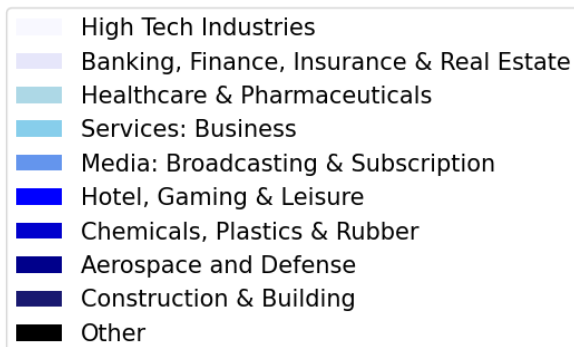 High Tech Industries
Banking, Finance, Insurance & Real Estate
Healthcare & Pharmaceuticals
Services: Business
Media: Broadcasting & Subscription
Hotel, Gaming & Leisure
Chemicals, Plastics & Rubber
Aerospace and Defense
Construction & Building
Other